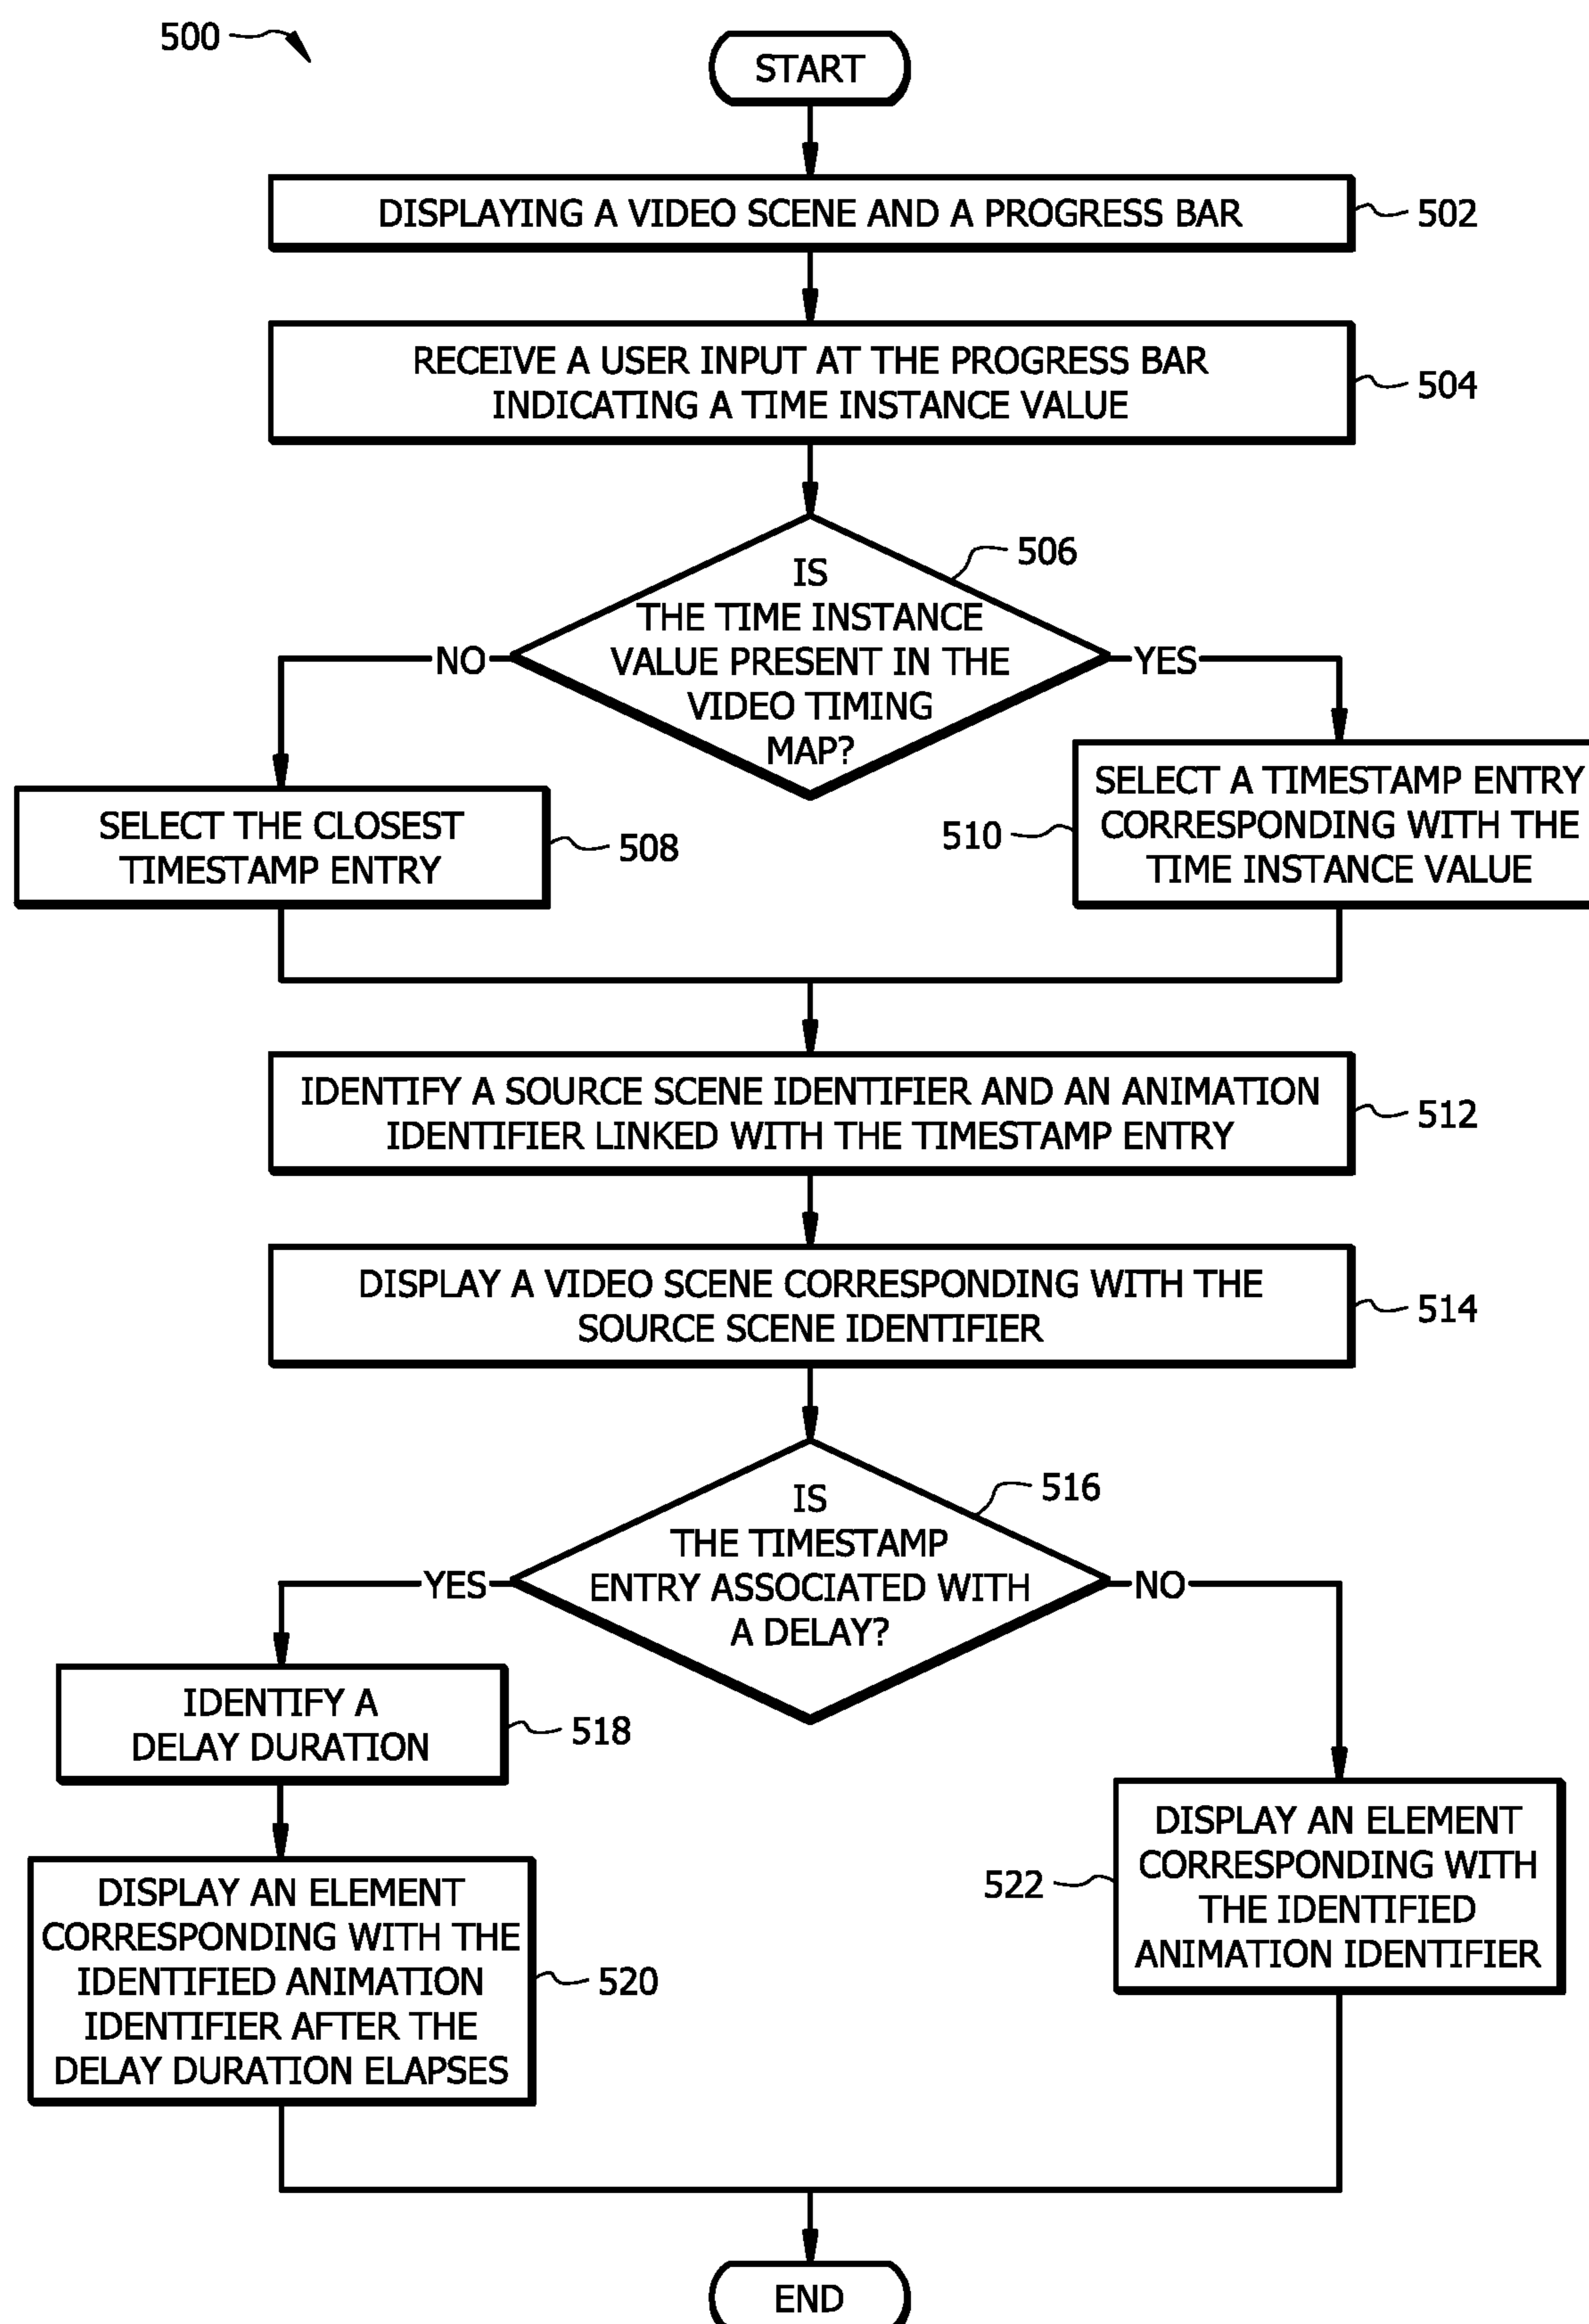 500
START
DISPLAYING A VIDEO SCENE AND A PROGRESS BAR
502
RECEIVE A USER INPUT AT THE PROGRESS BAR
INDICATING A TIME INSTANCE VALUE
504
IS
THE TIME INSTANCE
VALUE PRESENT IN THE
VIDEO TIMING
MAP?
506
NO
YES
SELECT THE CLOSEST
TIMESTAMP ENTRY
508
510
SELECT A TIMESTAMP ENTRY
CORRESPONDING WITH THE
TIME INSTANCE VALUE
IDENTIFY A SOURCE SCENE IDENTIFIER AND AN ANIMATION
IDENTIFIER LINKED WITH THE TIMESTAMP ENTRY
512
DISPLAY A VIDEO SCENE CORRESPONDING WITH THE
SOURCE SCENE IDENTIFIER
514
IS
THE TIMESTAMP
ENTRY ASSOCIATED WITH
A DELAY?
516
YES
NO
IDENTIFY A
DELAY DURATION
518
DISPLAY AN ELEMENT
CORRESPONDING WITH THE
IDENTIFIED ANIMATION
IDENTIFIER AFTER THE
DELAY DURATION ELAPSES
520
522
DISPLAY AN ELEMENT
CORRESPONDING WITH
THE IDENTIFIED
ANIMATION IDENTIFIER
END